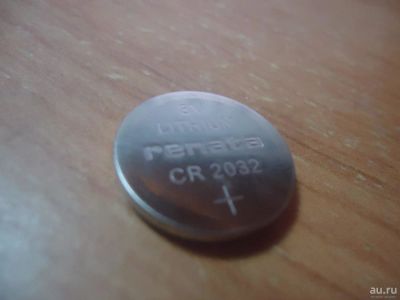 3V
LITHIUM
renata
CR 2032
+
au.ru